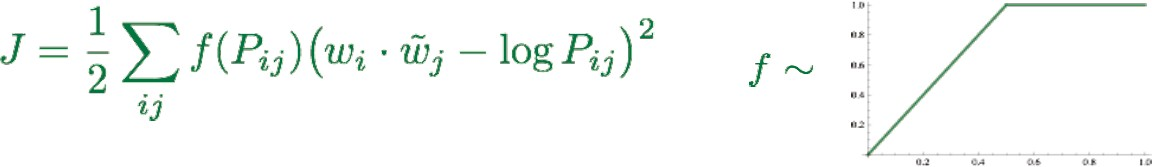 J = \frac{1}{2} \sum_{ij} f(P_{ij}) (w_i \cdot \tilde{w}_j - \log P_{ij})^2
f ∼
1.0
0.8
0.6
0.4
0.2
0.2 0.4 0.6 0.8 1.0